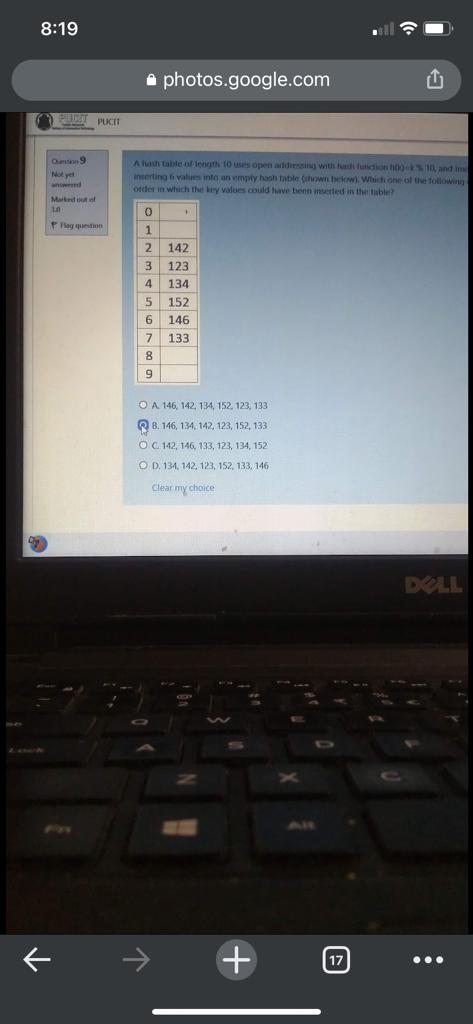 8:19
photos.google.com
PUCIT PUCIT
Question 9
Not yet
answered
Marked out of
3.0
Flag question
A hash table of length 10 uses open addressing with hash function h(k)=k % 10, and
inserting 6 values into an empty hash table (shown below). Which one of the following
order in which the key values could have been inserted in the table?
0
1
2 142
3 123
4 134
5 152
6 146
7 133
8
9
A. 146, 142, 134, 152, 123, 133
B. 146, 134, 142, 123, 152, 133
C. 142, 146, 133, 123, 134, 152
D. 134, 142, 123, 152, 133, 146
Clear my choice
DELL
Q W E R
Lock A S D F
Z X C
Fn Alt
17